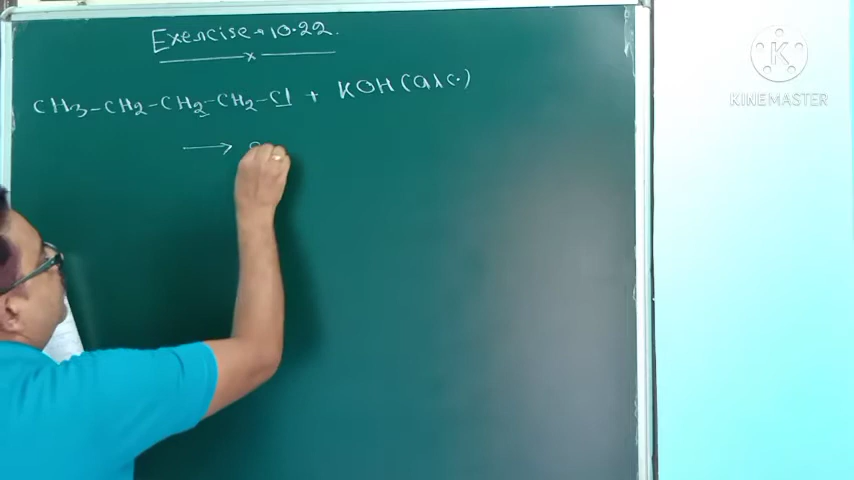 Exercise → 10.22.
x
CH3-CH2-CH2-CH2-Cl + KOH (alc.)
→
K
KINEMASTER